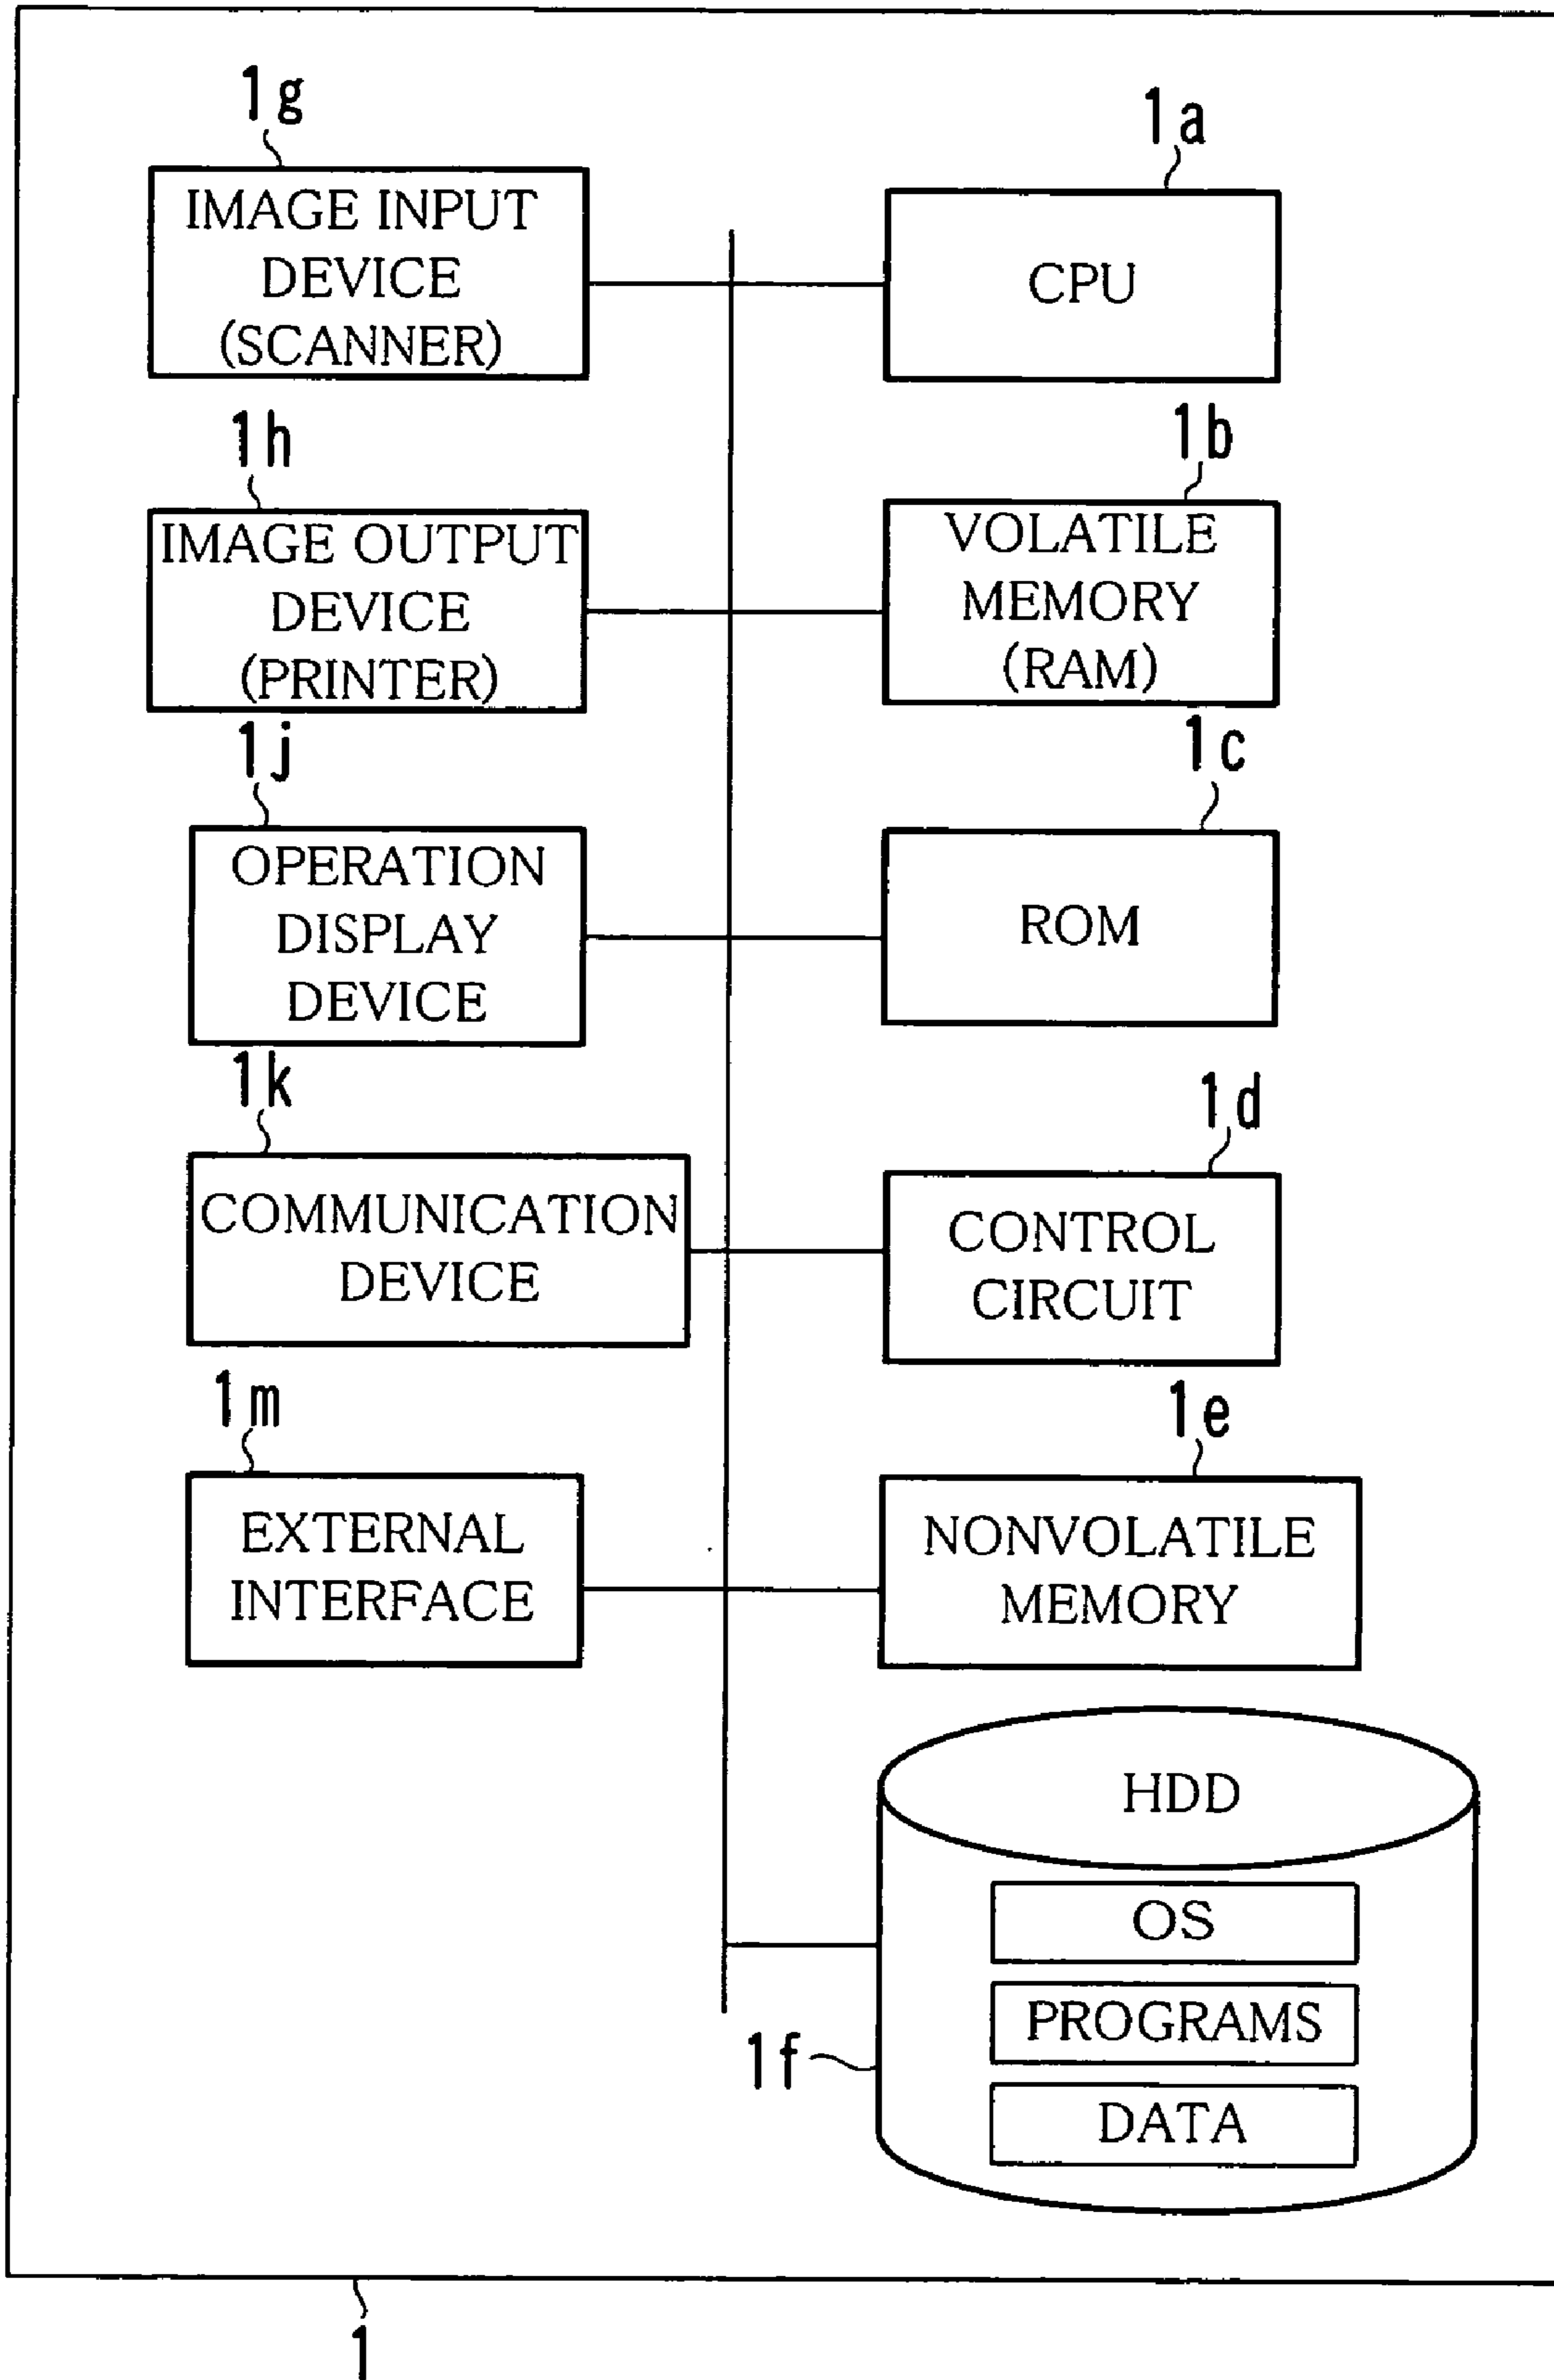 1g
IMAGE INPUT
DEVICE
(SCANNER)
1a
CPU
1h
IMAGE OUTPUT
DEVICE
(PRINTER)
1b
VOLATILE
MEMORY
(RAM)
1j
OPERATION
DISPLAY
DEVICE
1c
ROM
1k
COMMUNICATION
DEVICE
1d
CONTROL
CIRCUIT
1m
EXTERNAL
INTERFACE
1e
NONVOLATILE
MEMORY
HDD
OS
PROGRAMS
DATA
1f
1